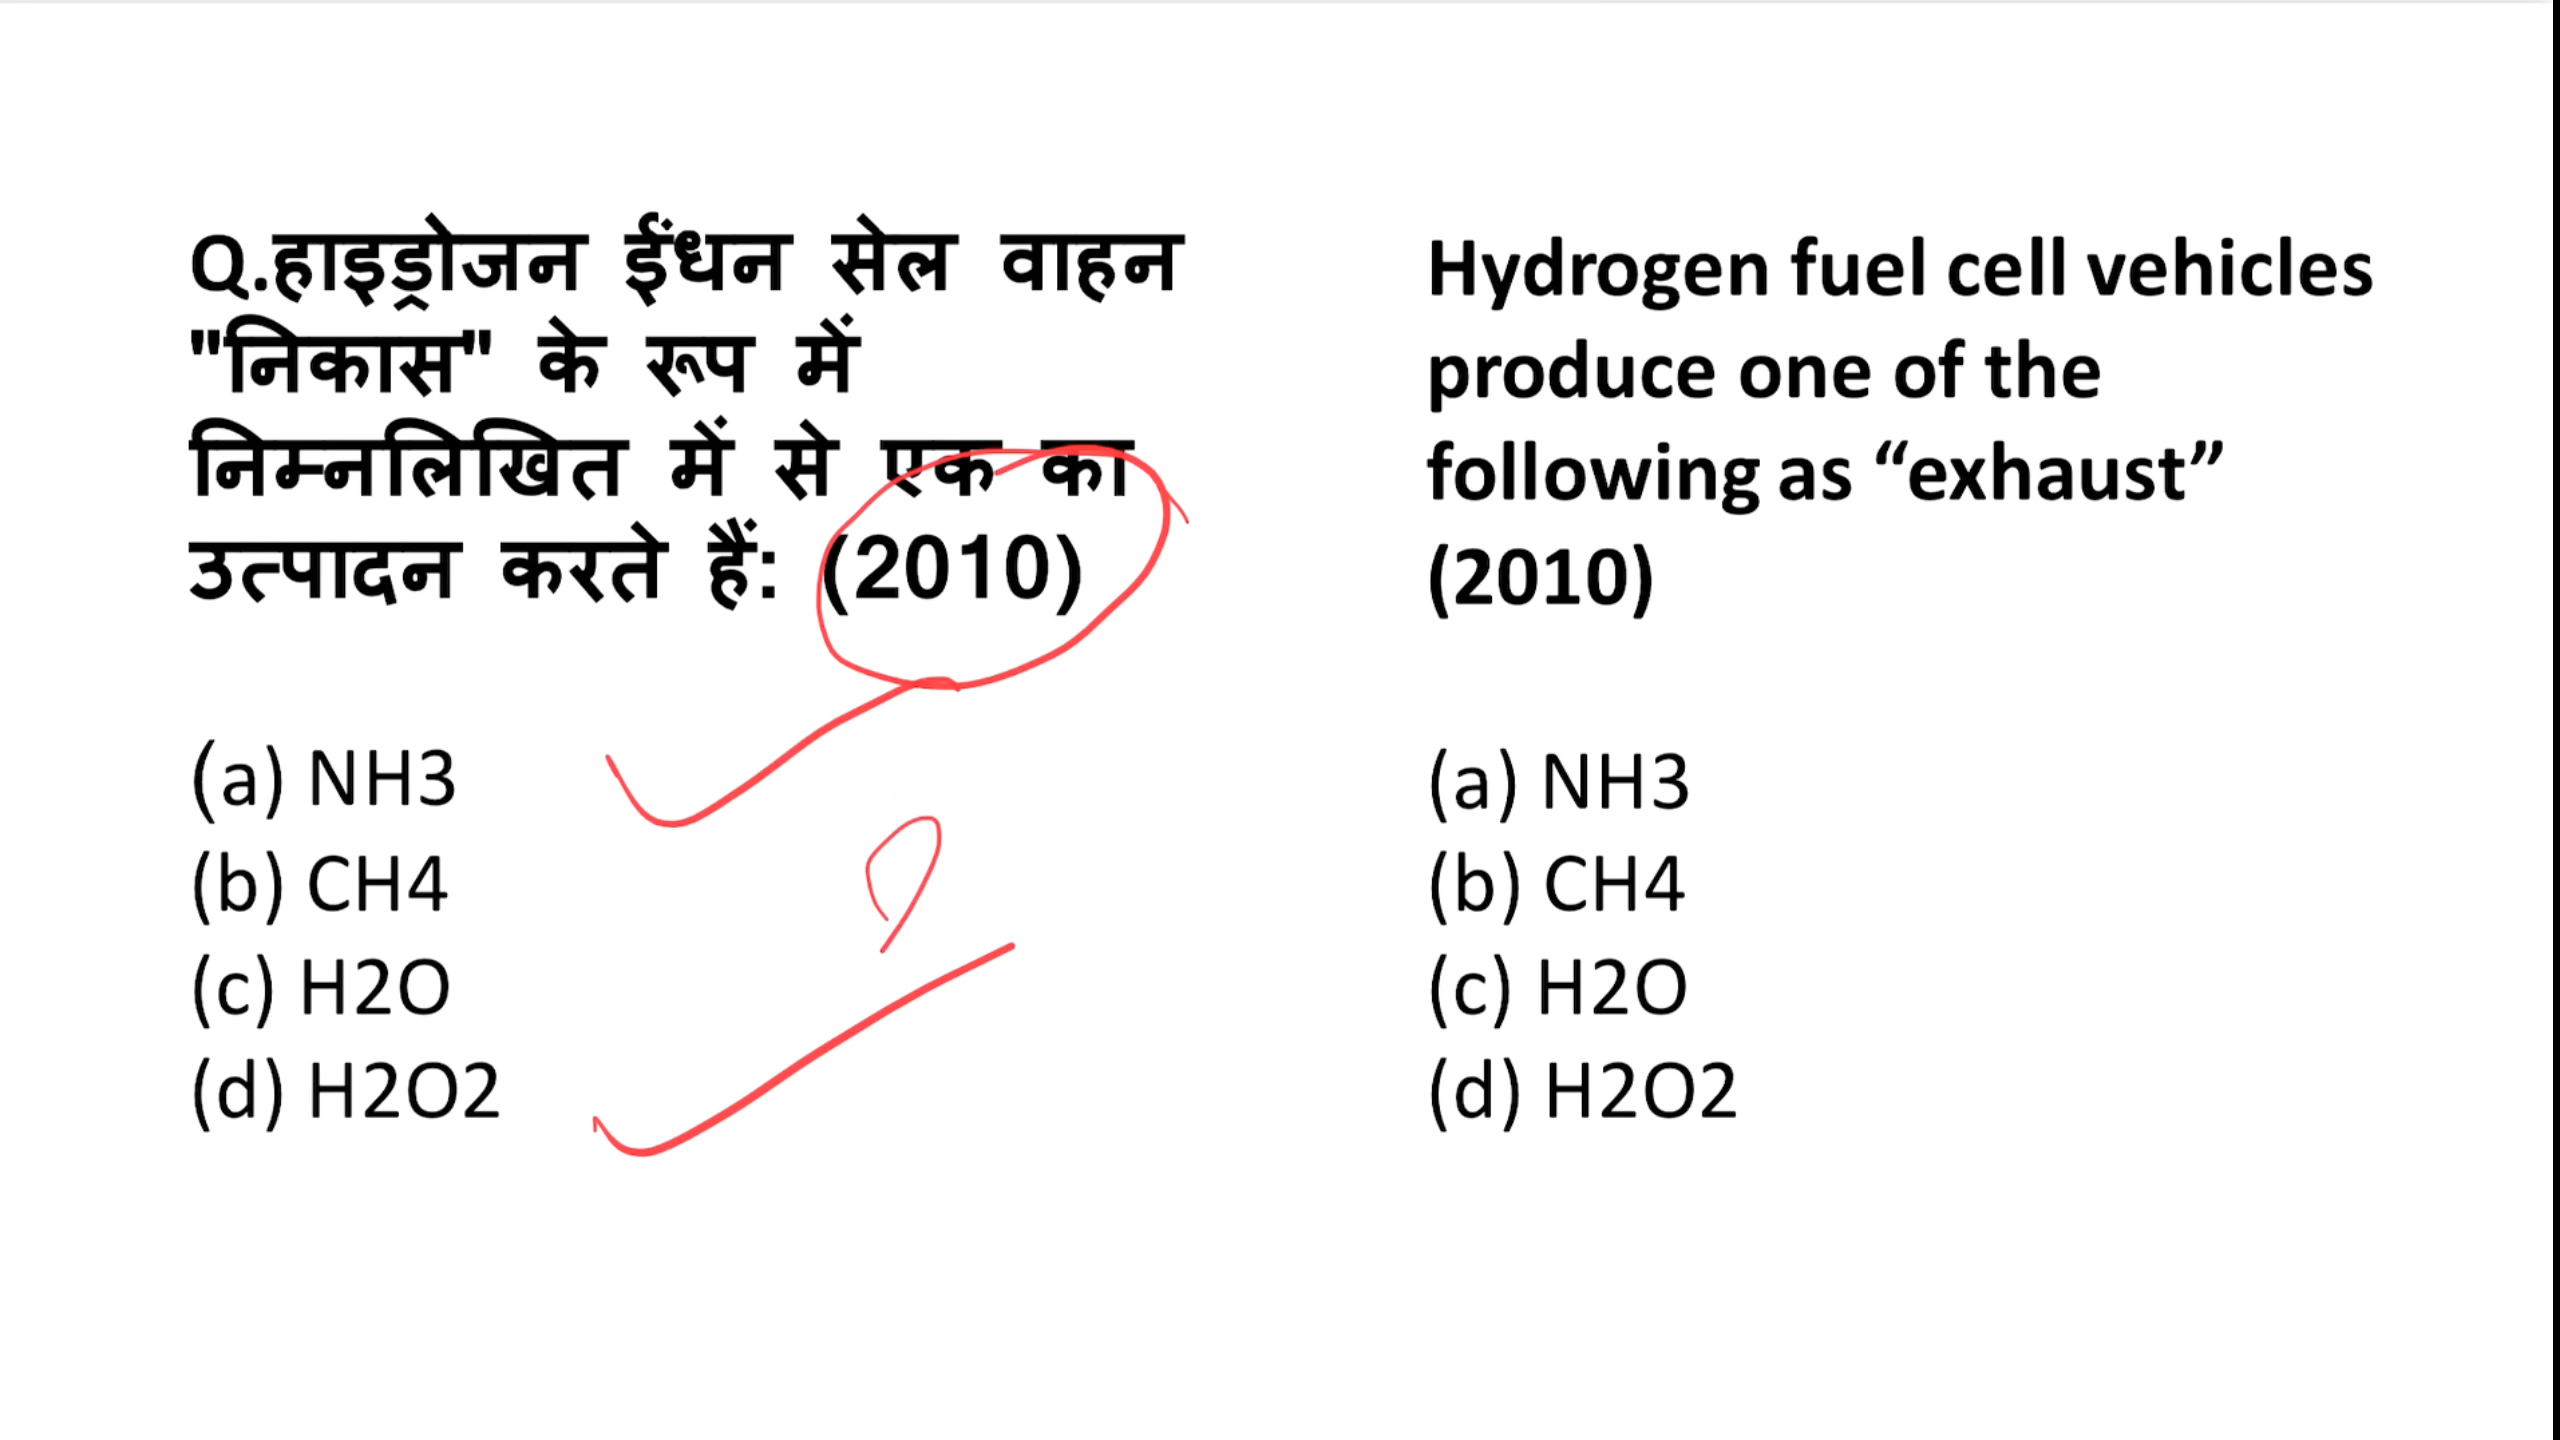 Q.हाइड्रोजन ईंधन सेल वाहन
"निकास" के रूप में
निम्नलिखित में से एक का
उत्पादन करते हैं: (2010)
(a) NH3
(b) CH4
(c) H2O
(d) H2O2
Hydrogen fuel cell vehicles
produce one of the
following as “exhaust”
(2010)
(a) NH3
(b) CH4
(c) H2O
(d) H2O2